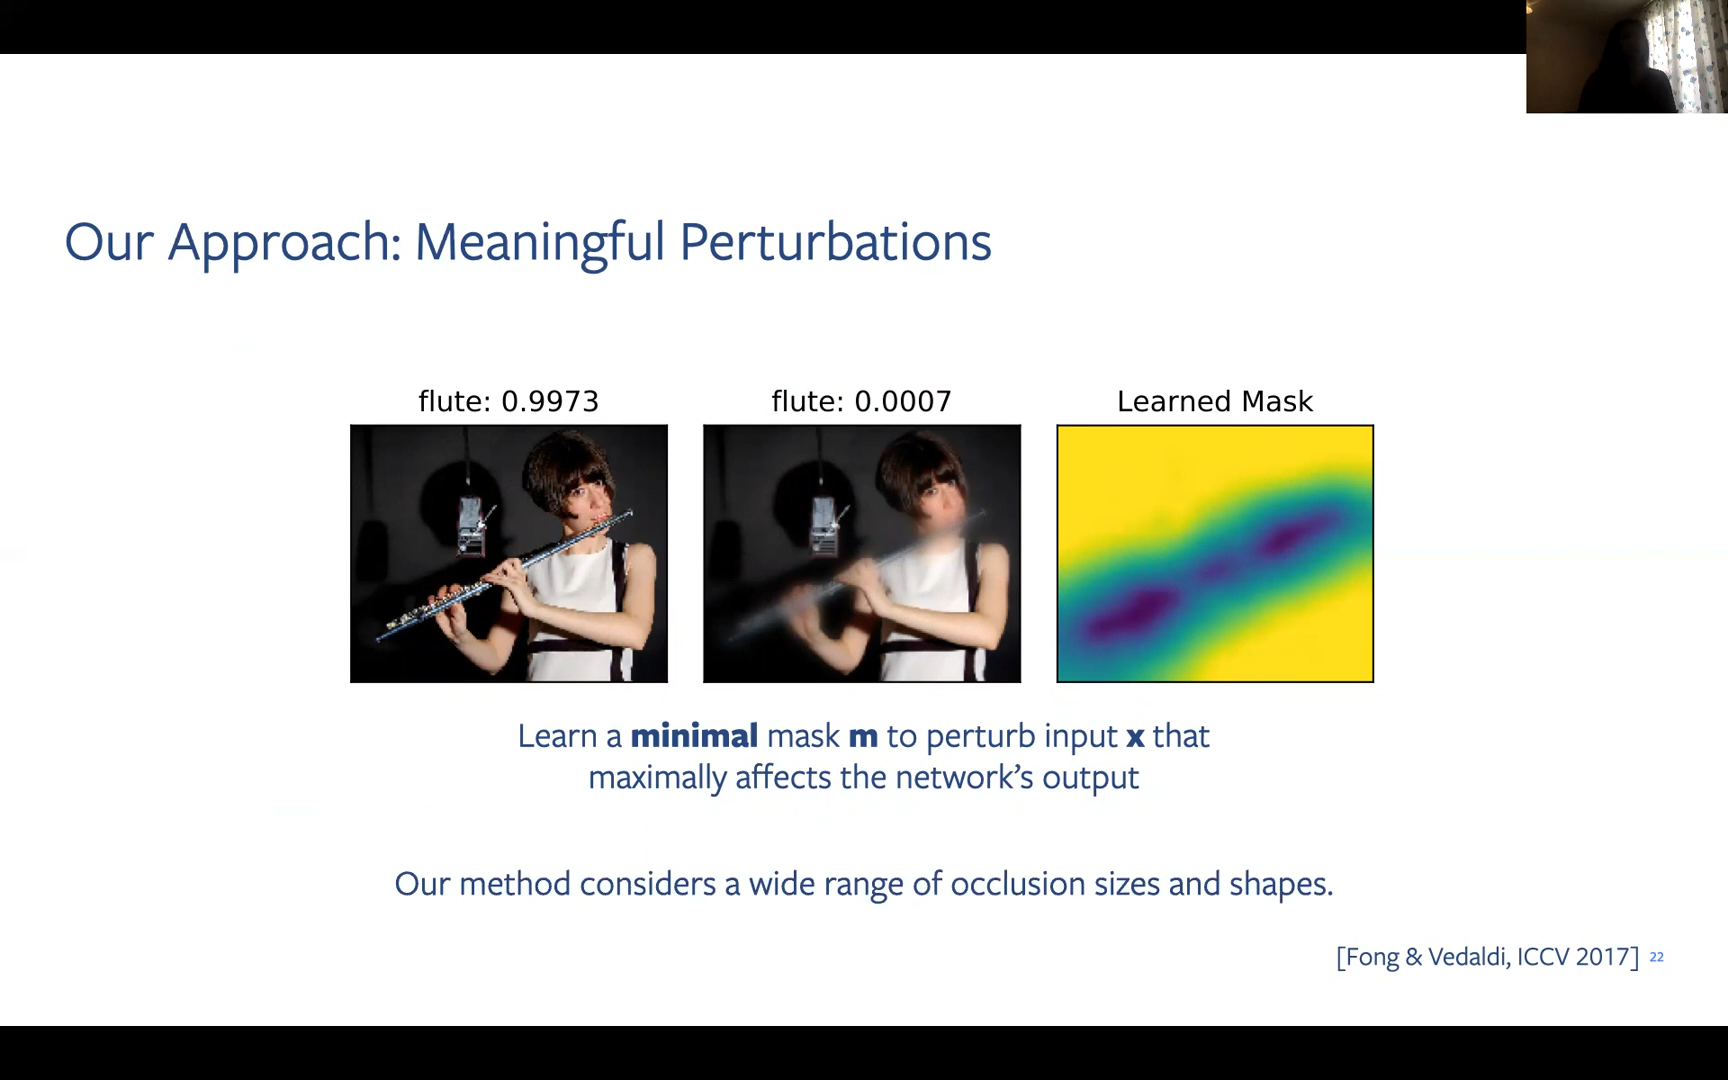 Our Approach: Meaningful Perturbations
flute: 0.9973
flute: 0.0007
Learned Mask
Learn a minimal mask m to perturb input x that
maximally affects the network’s output
Our method considers a wide range of occlusion sizes and shapes.
[Fong & Vedaldi, ICCV 2017] 22